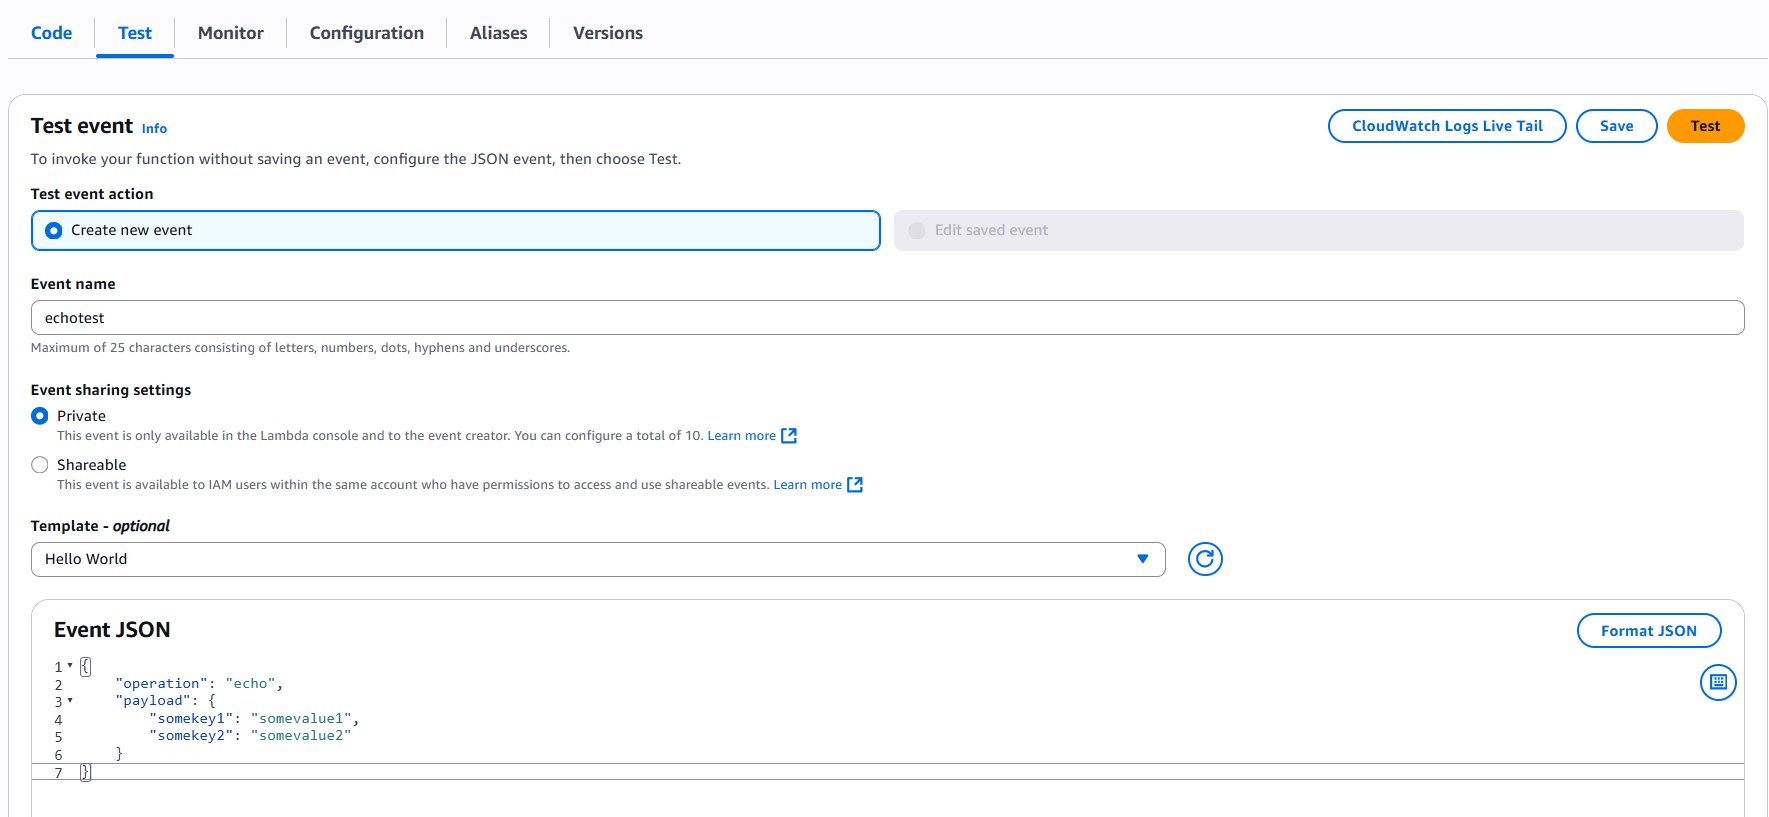 Code Test Monitor Configuration Aliases Versions
Test event Info CloudWatch Logs Live Tail Save Test
To invoke your function without saving an event, configure the JSON event, then choose Test.
Test event action
Create new event Edit saved event
Event name
echotest
Maximum of 25 characters consisting of letters, numbers, dots, hyphens and underscores.
Event sharing settings
Private
This event is only available in the Lambda console and to the event creator. You can configure a total of 10. Learn more
Shareable
This event is available to IAM users within the same account who have permissions to access and use shareable events. Learn more
Template - optional
Hello World
Event JSON Format JSON
1 {
2     "operation": "echo",
3     "payload": {
4         "somekey1": "somevalue1",
5         "somekey2": "somevalue2"
6     }
7 }